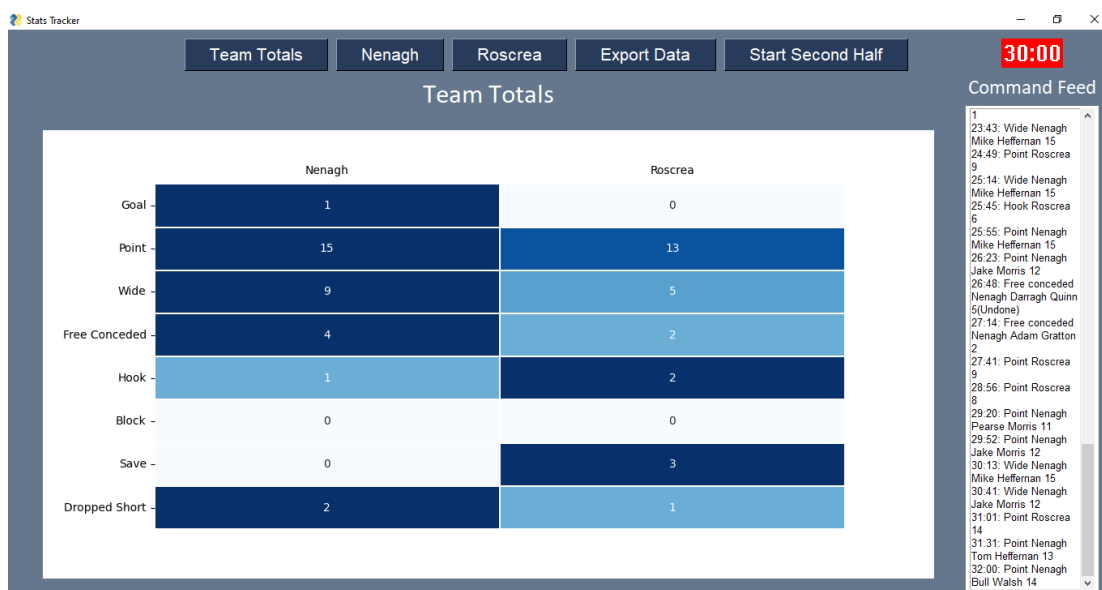 Stats Tracker
Team Totals
Nenagh
Roscrea
Export Data
Start Second Half
30:00
Team Totals
Command Feed
Nenagh Roscrea
Goal 1 0
Point 15 13
Wide 9 5
Free Conceded 4 2
Hook 1 2
Block 0 0
Save 0 3
Dropped Short 2 1
1
23:43: Wide Nenagh
Mike Heffernan 15
24:49: Point Roscrea
9
25:14: Wide Nenagh
Mike Heffernan 15
25:45: Hook Roscrea
6
25:55: Point Nenagh
Mike Heffernan 15
26:23: Point Nenagh
Jake Morris 12
26:48: Free conceded
Nenagh Darragh Quinn
5(Undone)
27:14: Free conceded
Nenagh Adam Gratton
2
27:41: Point Roscrea
9
28:56: Point Roscrea
8
29:20: Point Nenagh
Pearse Morris 11
29:52: Point Nenagh
Jake Morris 12
30:13: Wide Nenagh
Mike Heffernan 15
30:41: Wide Nenagh
Jake Morris 12
31:01: Point Roscrea
14
31:31: Point Nenagh
Tom Heffernan 13
32:00: Point Nenagh
Bull Walsh 14